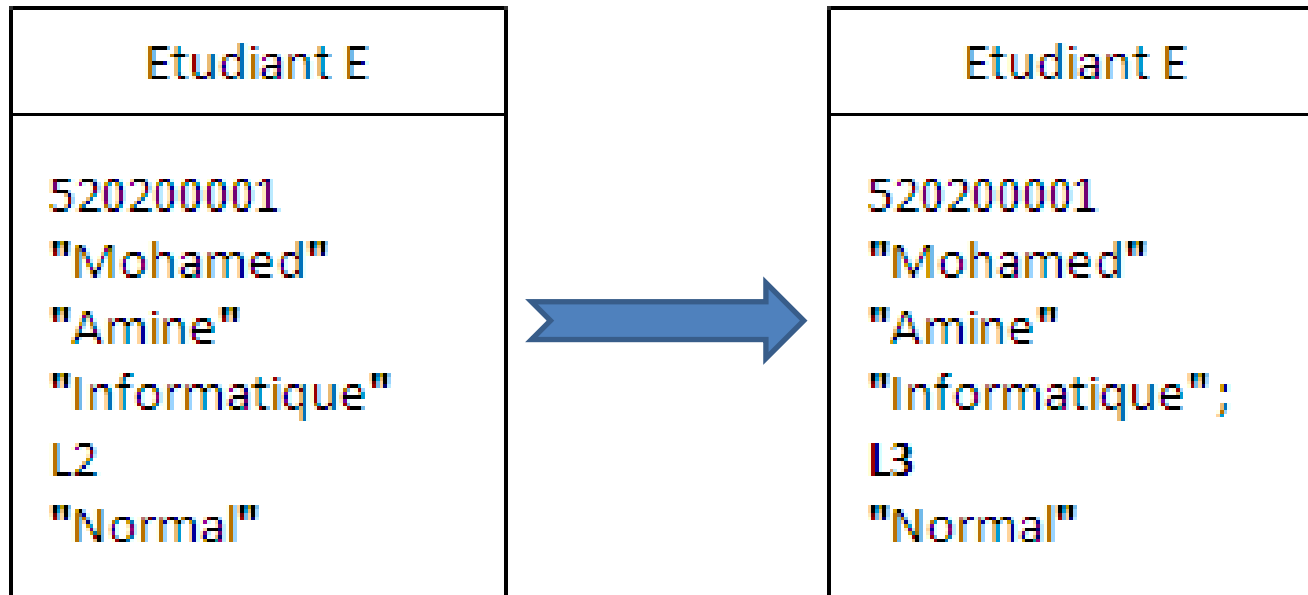 Etudiant E
520200001
"Mohamed"
"Amine"
"Informatique"
L2
"Normal"
Etudiant E
520200001
"Mohamed"
"Amine"
"Informatique";
L3
"Normal"